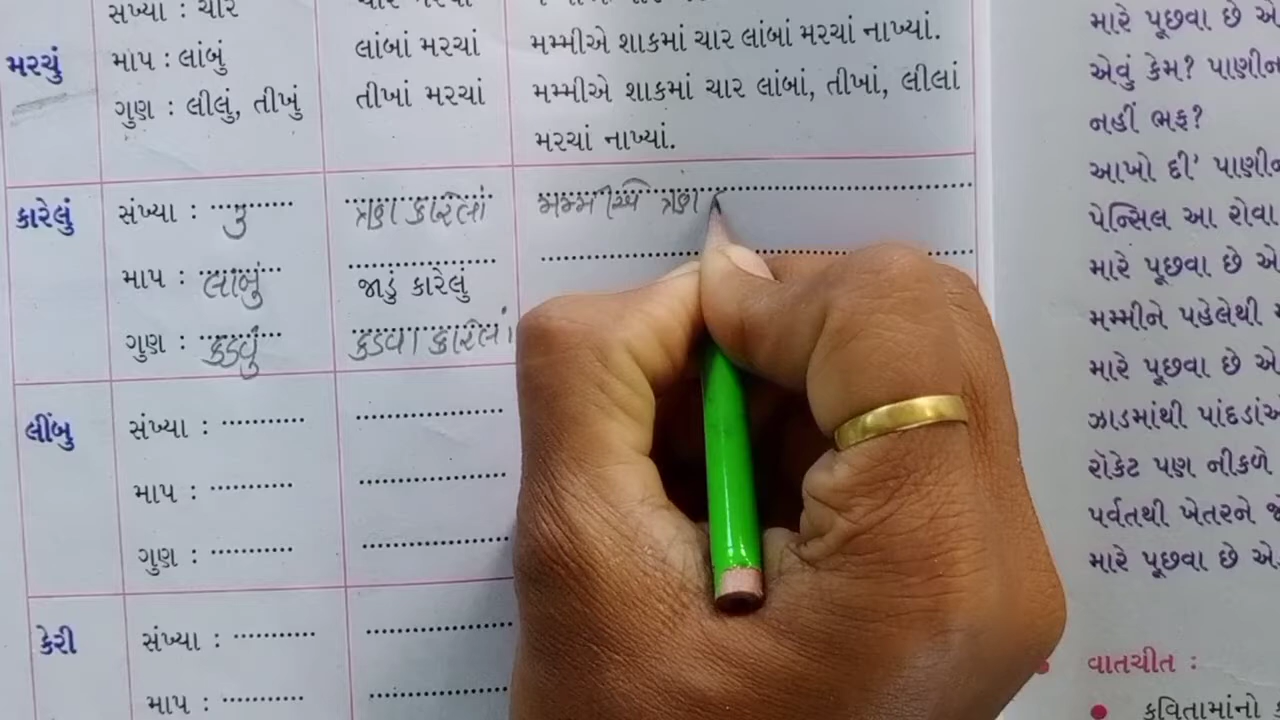 સંખ્યા : ચાર
મરચું
માપ : લાંબું
લાંબાં મરચાં
મમ્મીએ શાકમાં ચાર લાંબાં મરચાં નાખ્યાં.
ગુણ : લીલું, તીખું
તીખાં મરચાં
મમ્મીએ શાકમાં ચાર લાંબાં, તીખાં, લીલાં
મરચાં નાખ્યાં.
કારેલું
સંખ્યા : ૩
ત્રણ કારેલાં
મમ્મીએ ત્રણ
માપ : લાબું
જાડું કારેલું
ગુણ : કડવું
કડવા કારેલાં
લીંબુ
સંખ્યા :
માપ :
ગુણ :
કેરી
સંખ્યા :
માપ :
મારે પૂછવા છે એ
એવું કેમ? પાણીન
નહીં ભફ?
આખો દી' પાણીન
પેન્સિલ આ રોવા
મારે પૂછવા છે એ
મમ્મીને પહેલેથી
મારે પૂછવા છે એ
ઝાડમાંથી પાંદડાંએ
રૉકેટ પણ નીકળે
પર્વતથી ખેતરને
મારે પૂછવા છે એ
વાતચીત :
કવિતામાંનો